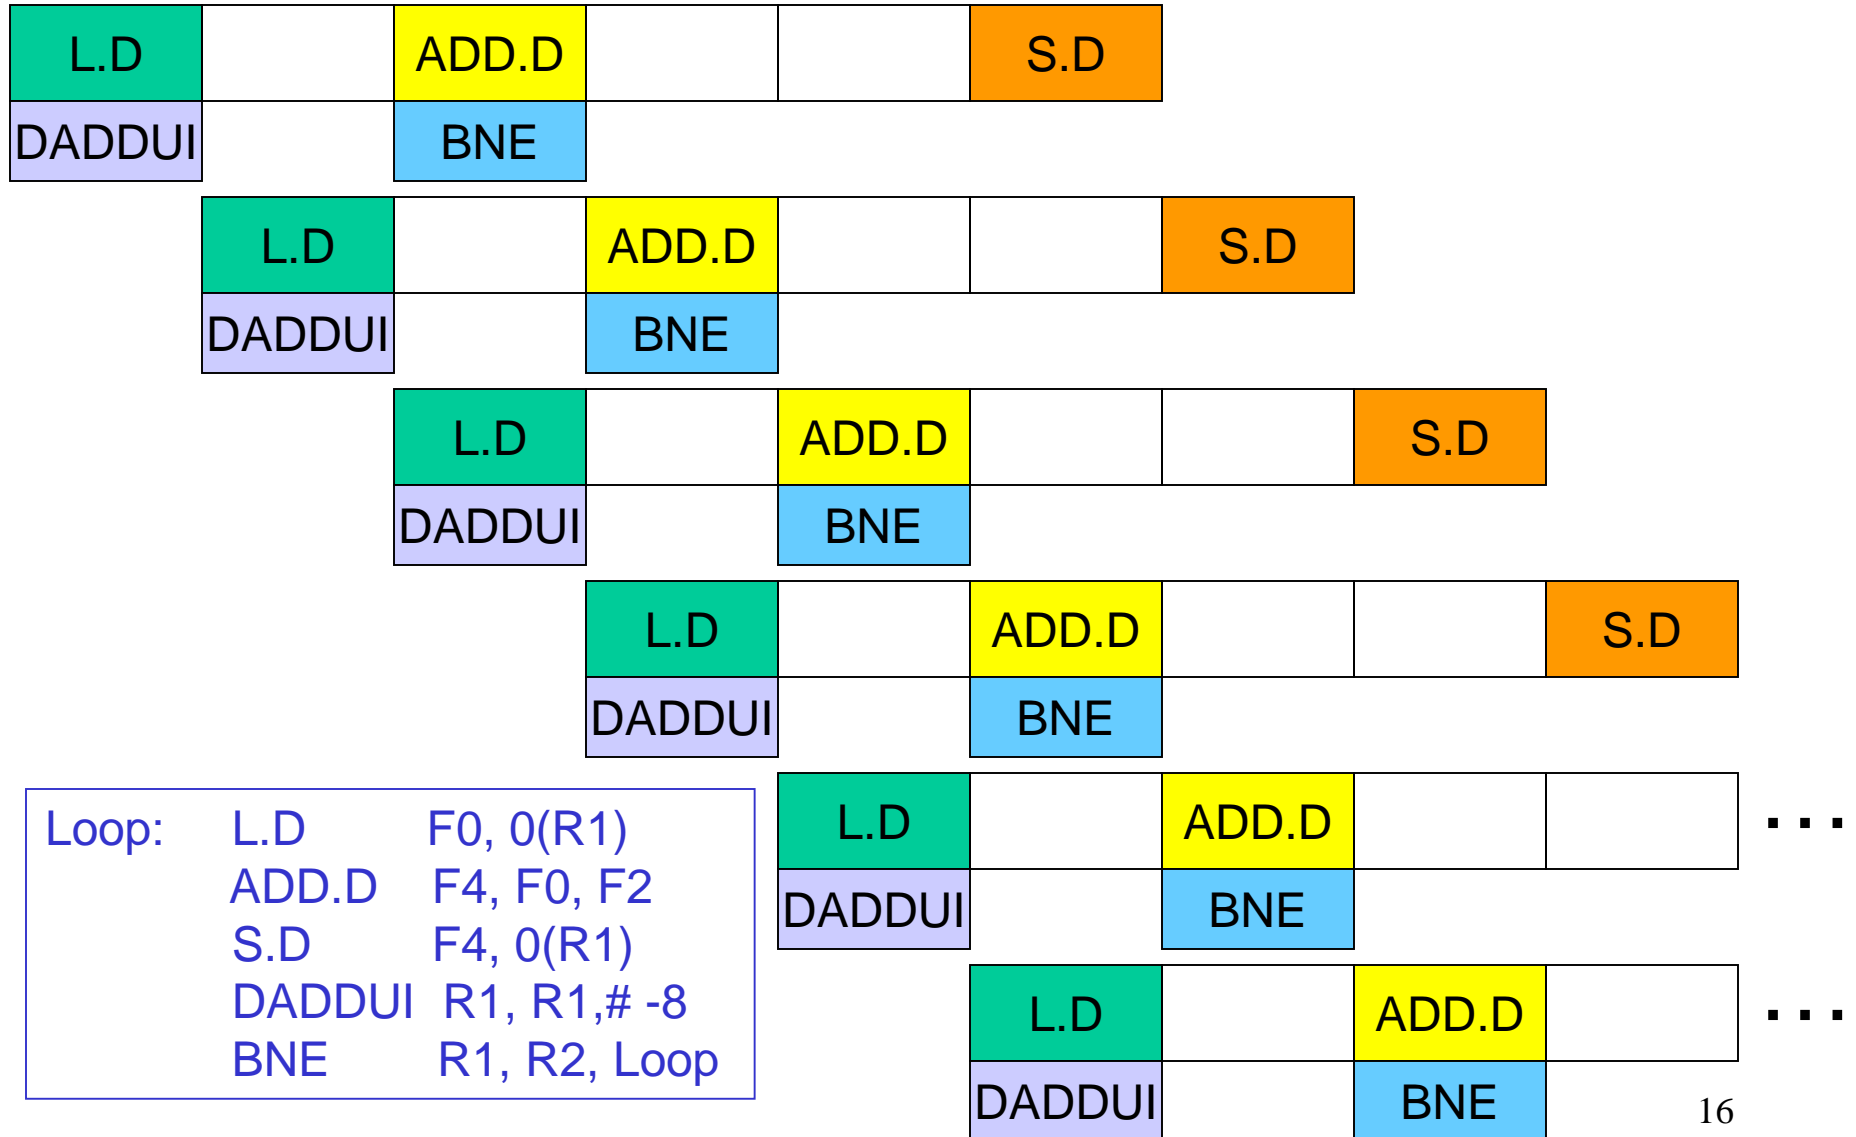 L.D ADD.D S.D
DADDUI BNE
L.D ADD.D S.D
DADDUI BNE
L.D ADD.D S.D
DADDUI BNE
L.D ADD.D S.D
DADDUI BNE
L.D ADD.D ...
DADDUI BNE
L.D ADD.D ...
DADDUI BNE
Loop: L.D F0, 0(R1)
ADD.D F4, F0, F2
S.D F4, 0(R1)
DADDUI R1, R1,# -8
BNE R1, R2, Loop
16